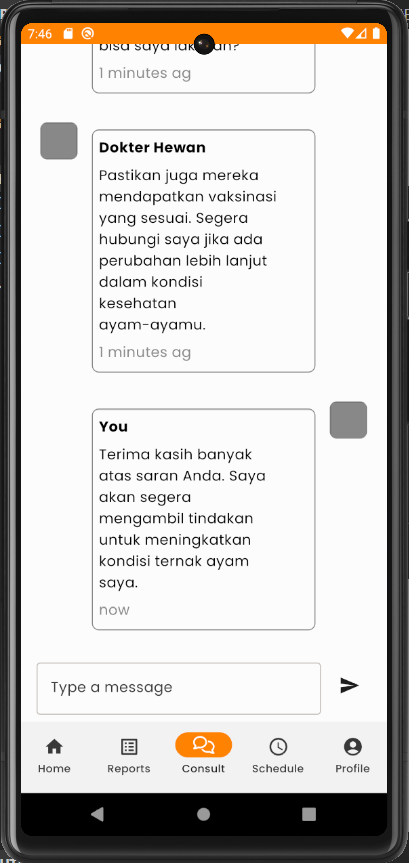 7:46
bisa saya lakukan?
1 minutes ag
Dokter Hewan
Pastikan juga mereka
mendapatkan vaksinasi
yang sesuai. Segera
hubungi saya jika ada
perubahan lebih lanjut
dalam kondisi
kesehatan
ayam-ayamu.
1 minutes ag
You
Terima kasih banyak
atas saran Anda. Saya
akan segera
mengambil tindakan
untuk meningkatkan
kondisi ternak ayam
saya.
now
Type a message
Home
Reports
Consult
Schedule
Profile